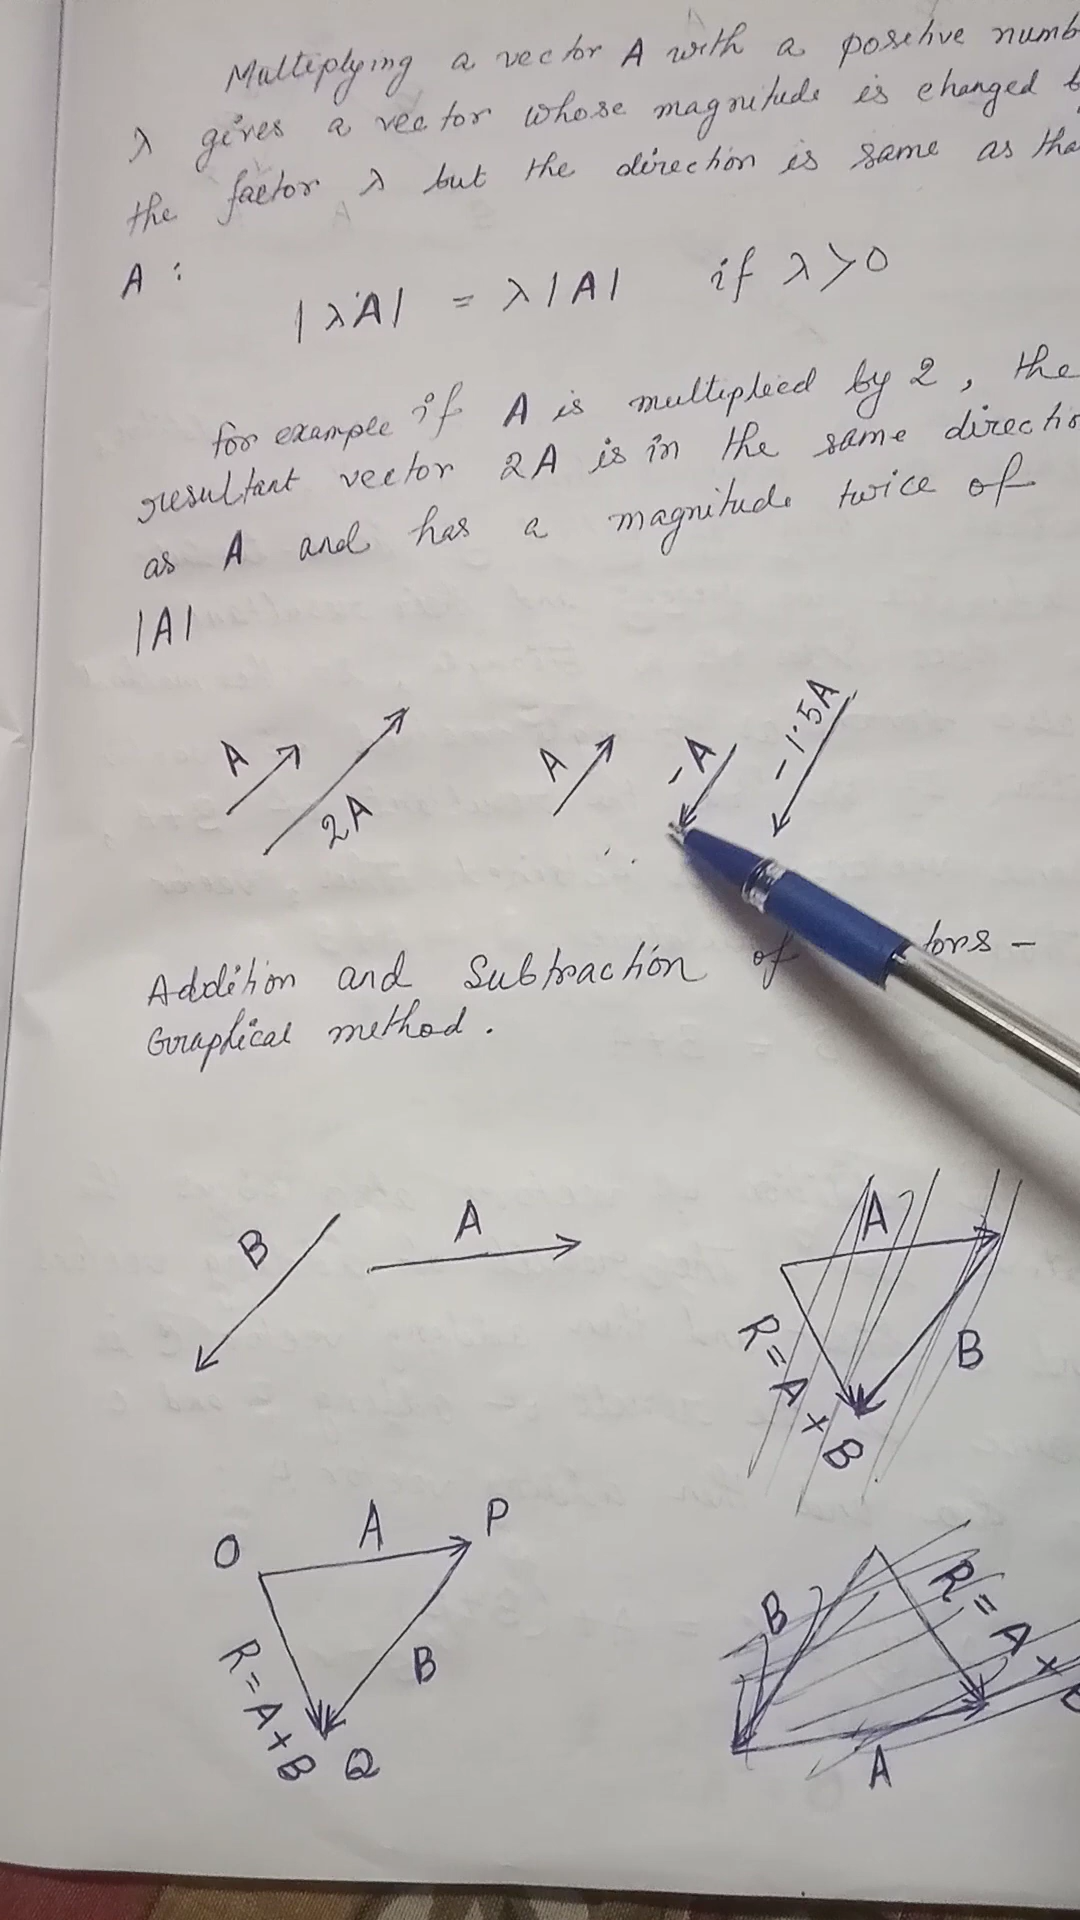 Multiplying a vector A with a positive numb
λ gives a vector whose magnitude is changed b
the factor λ but the direction is same as tha
A :
|λA| = λ|A| if λ>0
for example if A is multiplied by 2, the
resultant vector 2A is in the same directio
as A and has a magnitude twice of
|A|
A 2A A -A -1.5A
Addition and Subtraction of tors -
Graphical method.
B A
A
B
R = A + B
O A P
B
R = A + B
Q
B
R = A +
A